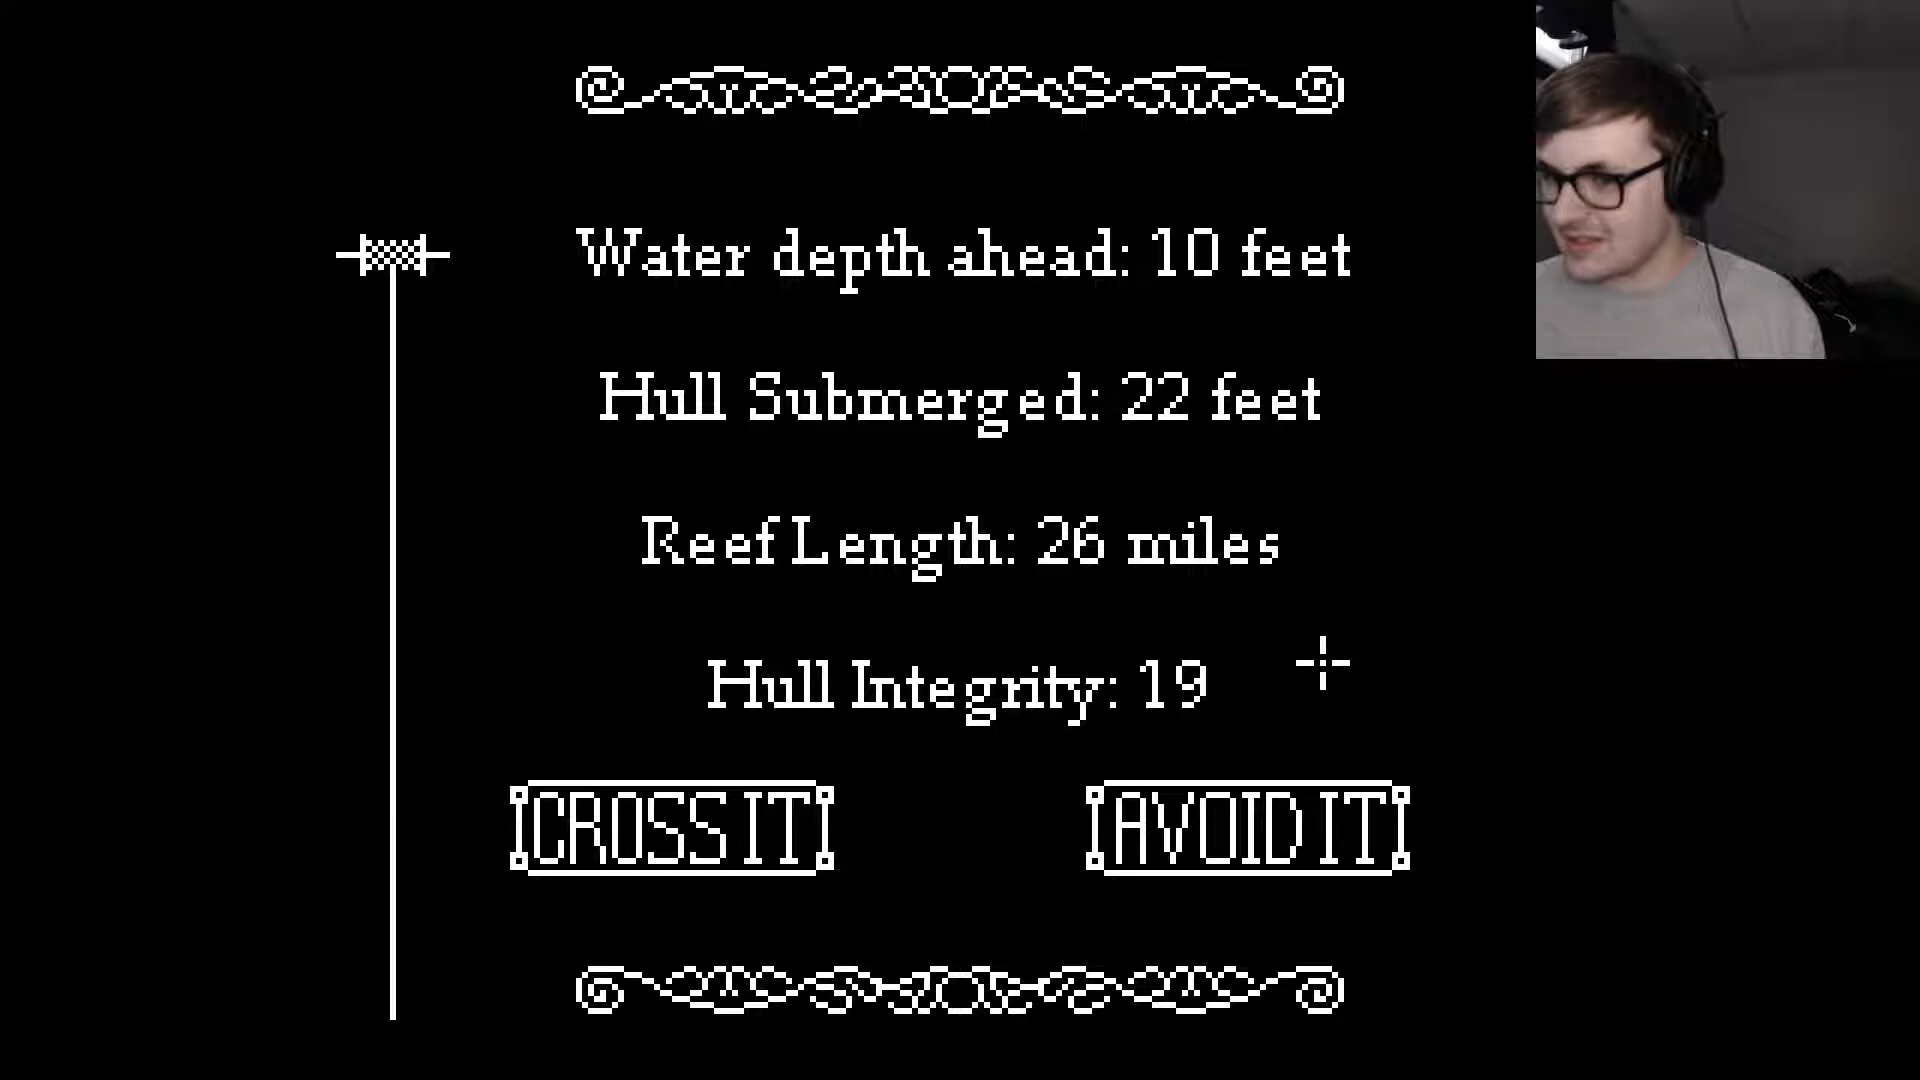 Water depth ahead: 10 feet
Hull Submerged: 22 feet
Reef Length: 26 miles
Hull Integrity: 19
CROSS IT
AVOID IT